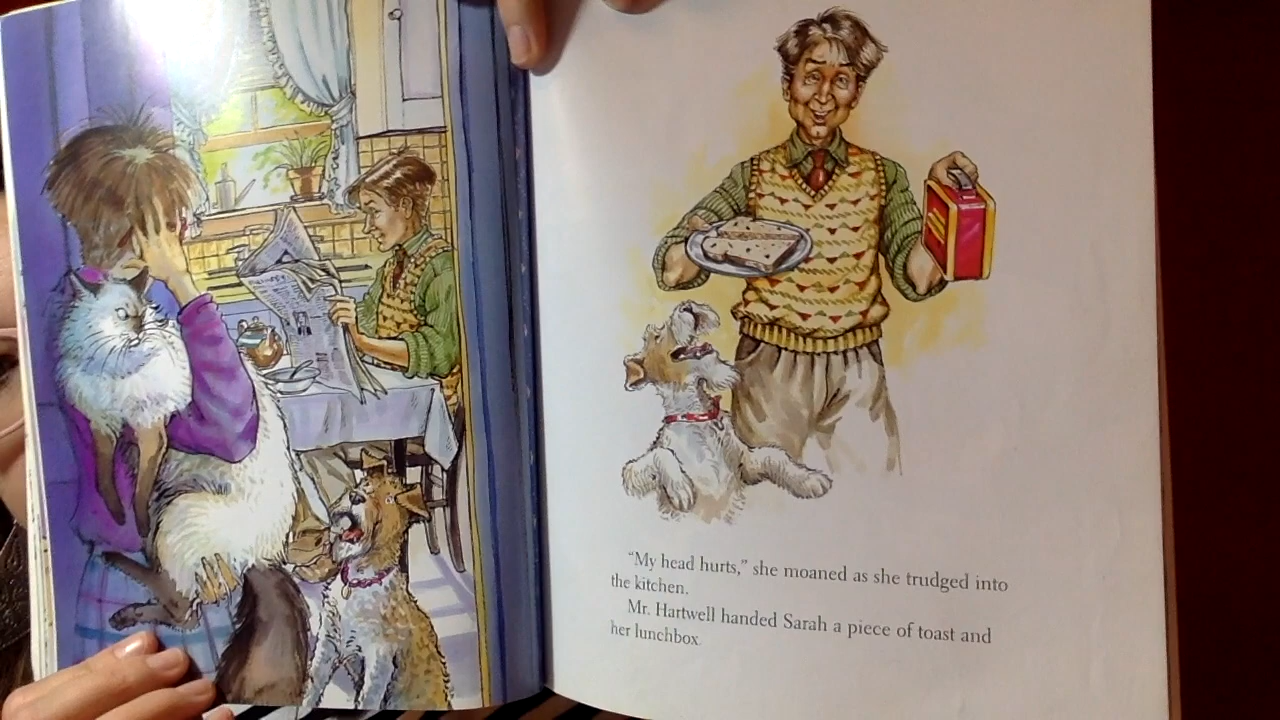 “My head hurts,” she moaned as she trudged into
the kitchen.
Mr. Hartwell handed Sarah a piece of toast and
her lunchbox.